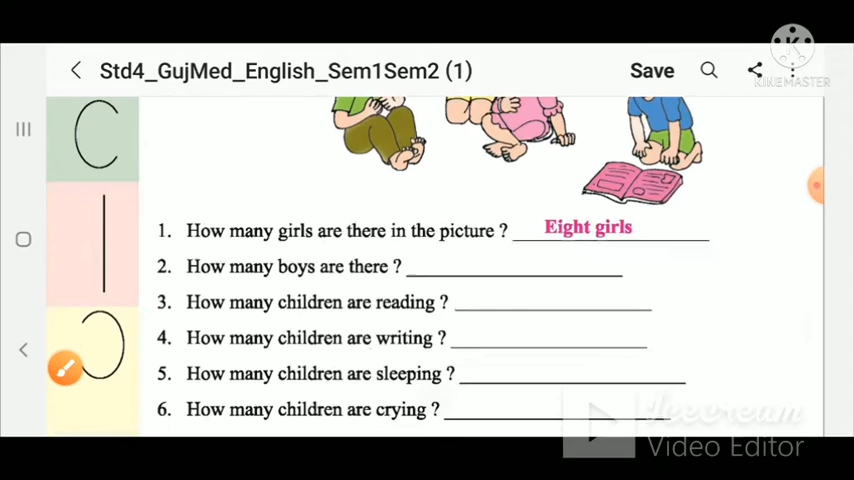 Std4_GujMed_English_Sem1Sem2 (1) Save
KINEMASTER
1. How many girls are there in the picture ? Eight girls
2. How many boys are there ?
3. How many children are reading ?
4. How many children are writing ?
5. How many children are sleeping ?
6. How many children are crying ?
Icecream
Video Editor